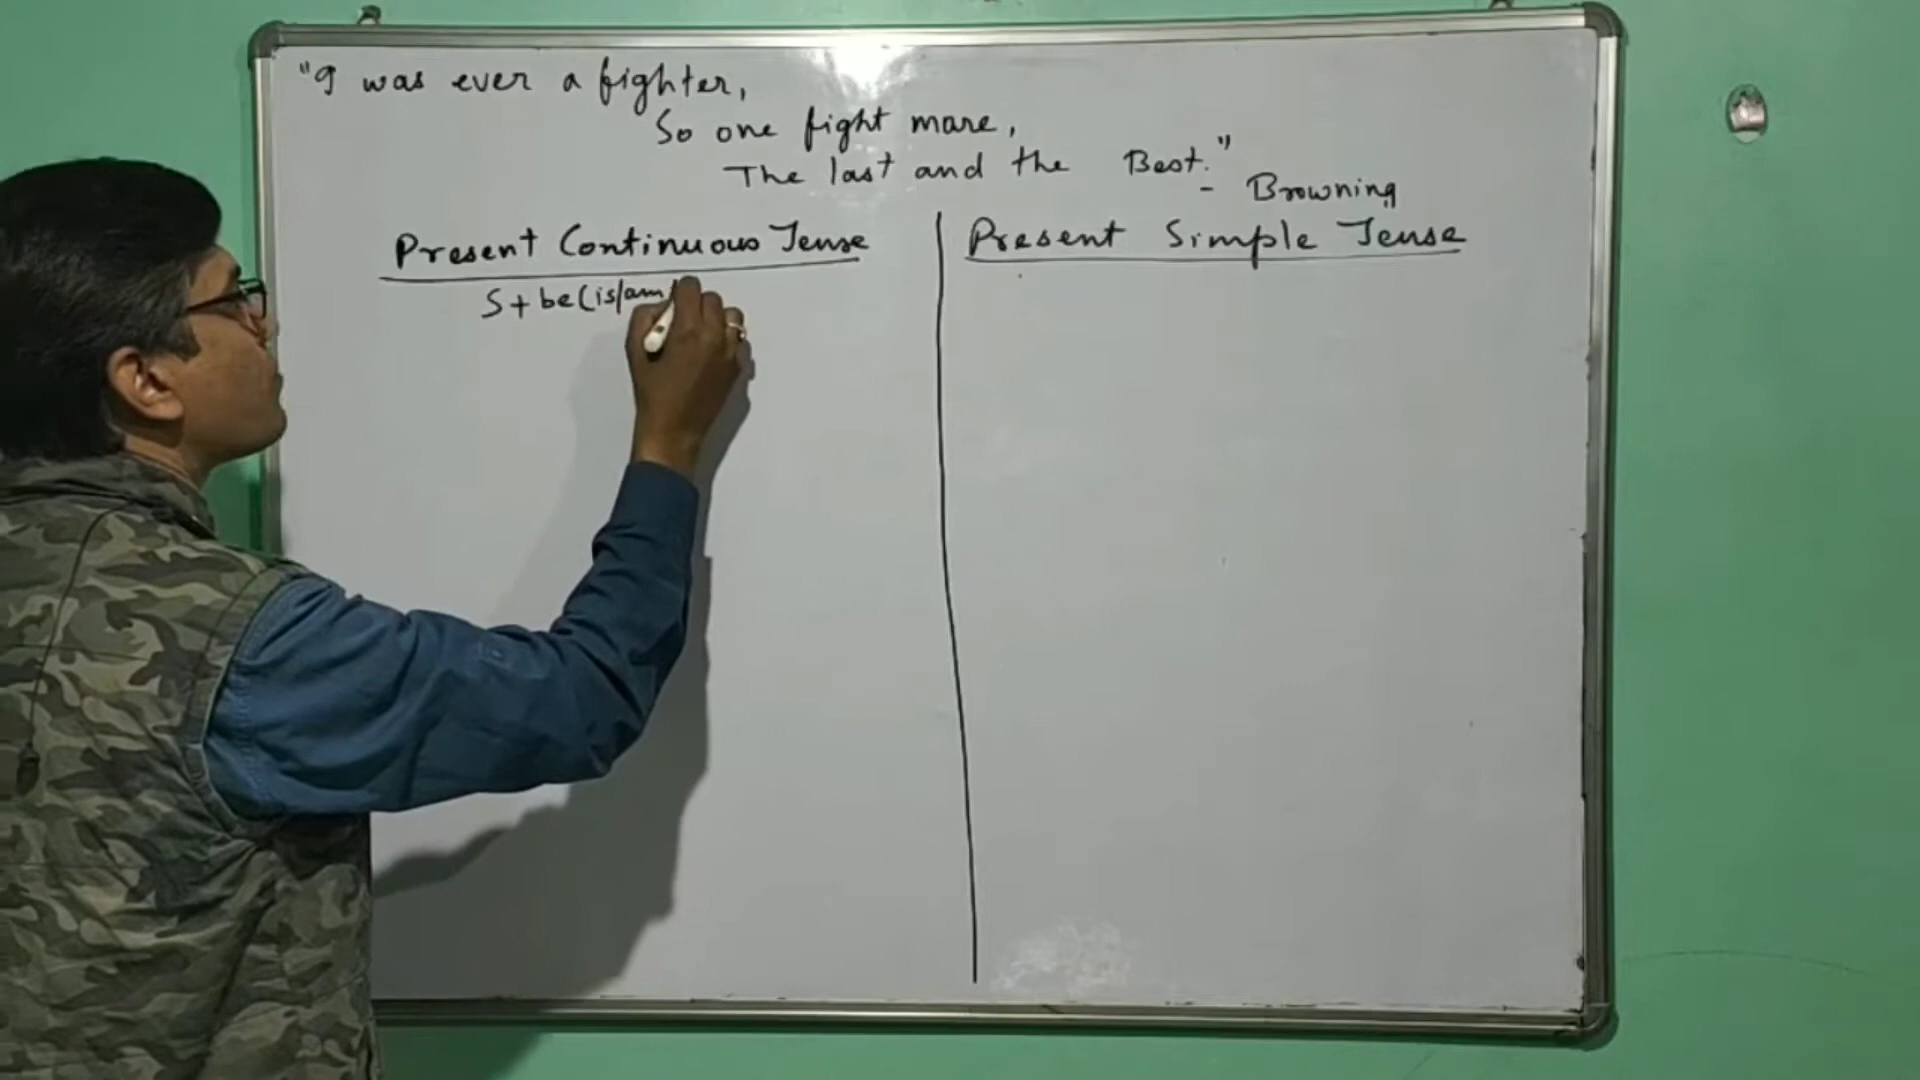 "I was ever a fighter,
So one fight more,
The last and the Best."
- Browning
Present Continuous Tense
S + be (is/am
Present Simple Tense